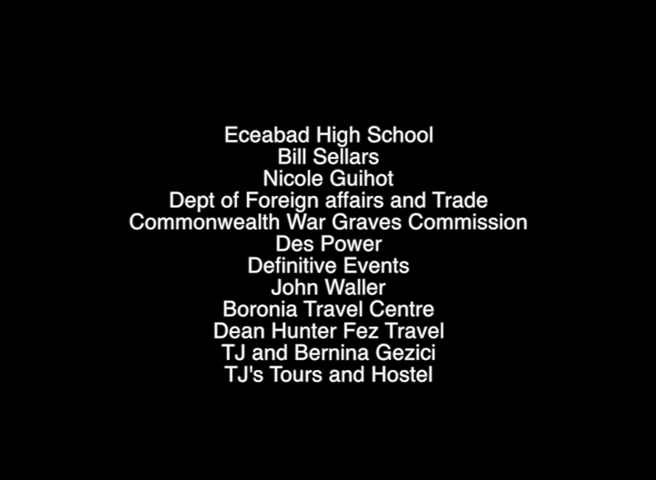 Eceabad High School
Bill Sellars
Nicole Guihot
Dept of Foreign affairs and Trade
Commonwealth War Graves Commission
Des Power
Definitive Events
John Waller
Boronia Travel Centre
Dean Hunter Fez Travel
TJ and Bernina Gezici
TJ's Tours and Hostel